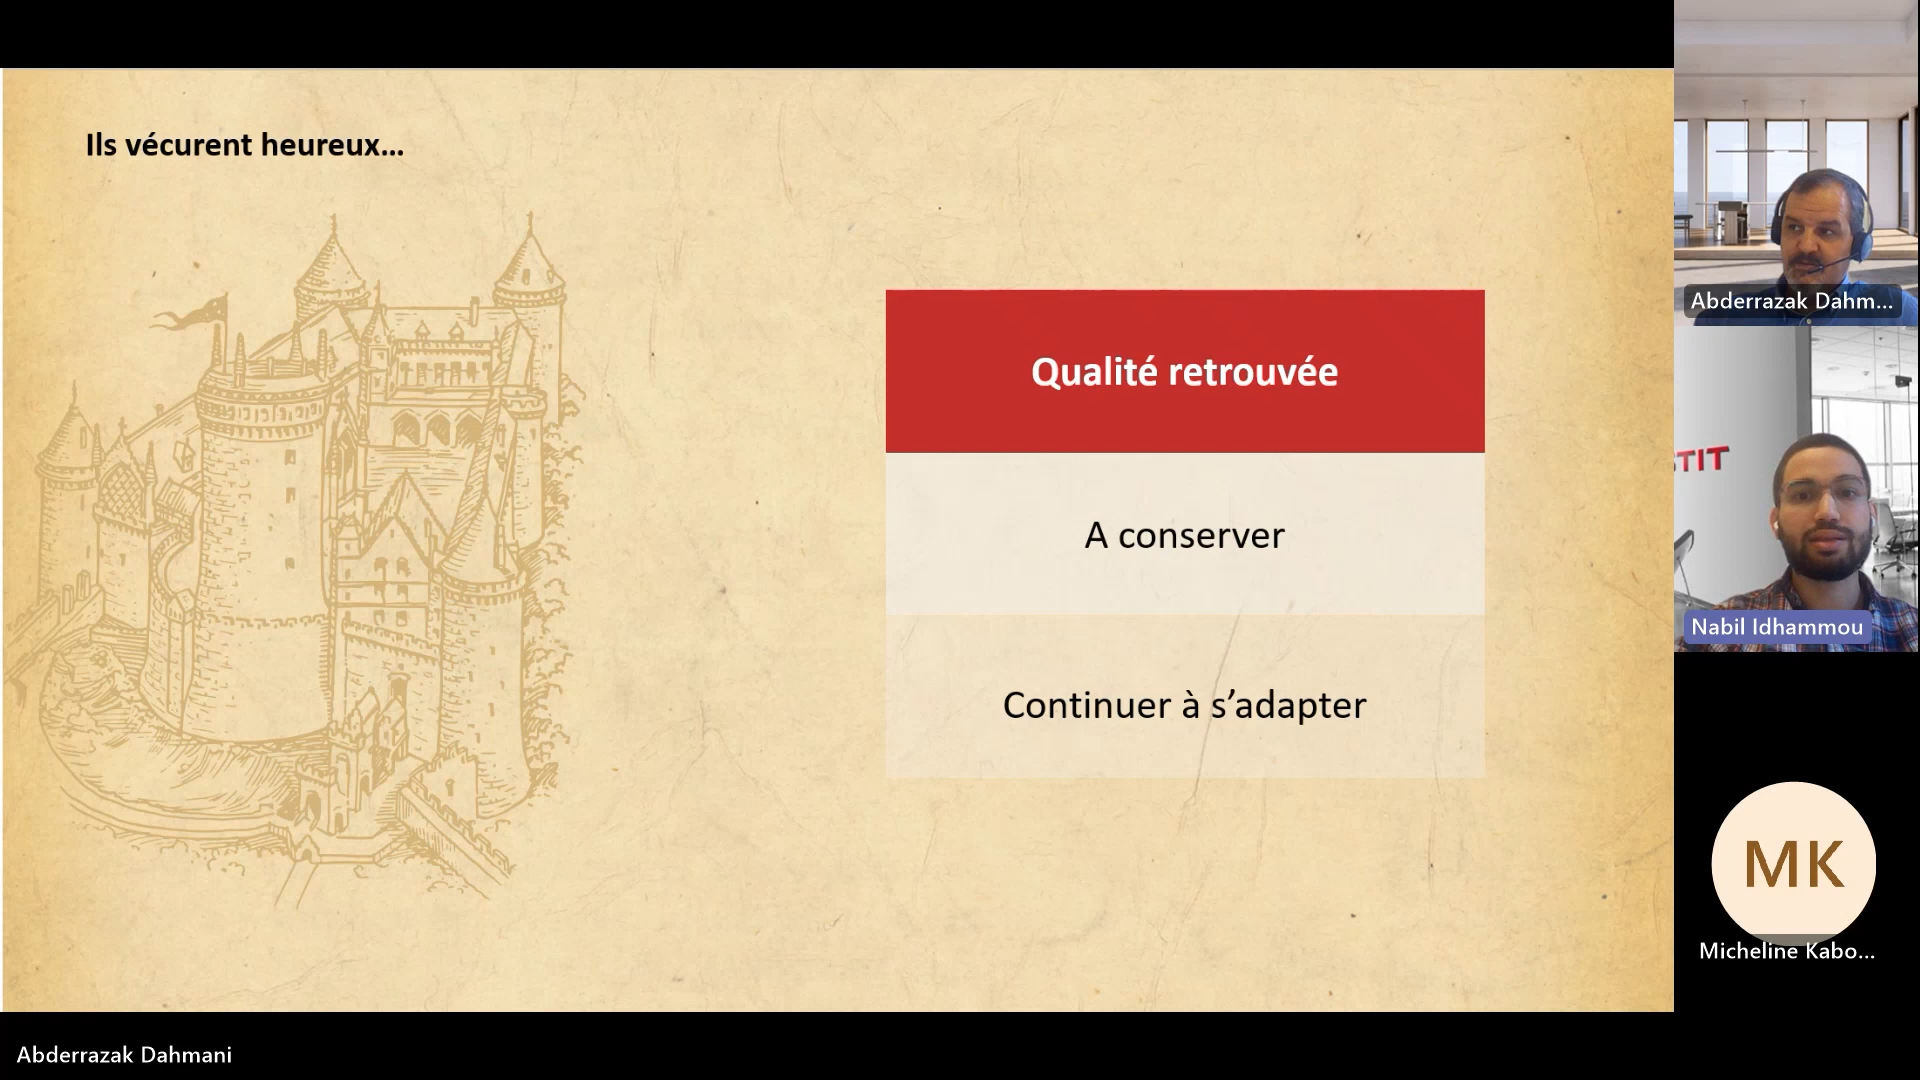 Ils vécurent heureux...
Qualité retrouvée
A conserver
Continuer à s’adapter
Abderrazak Dahm...
TIT
Nabil Idhammou
MK
Micheline Kabo...
Abderrazak Dahmani